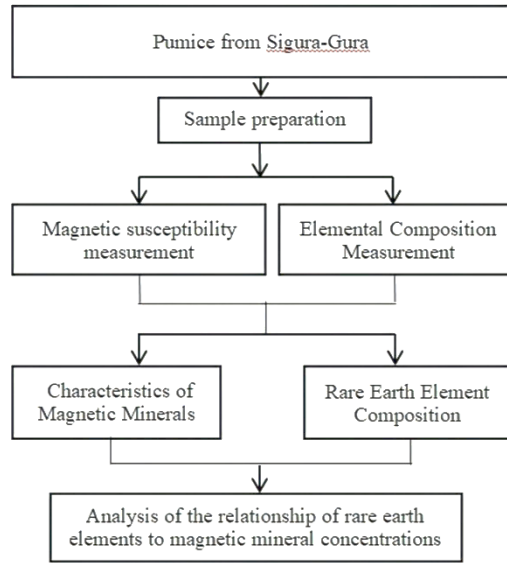 Pumice from Sigura-Gura
Sample preparation
Magnetic susceptibility
measurement
Elemental Composition
Measurement
Characteristics of
Magnetic Minerals
Rare Earth Element
Composition
Analysis of the relationship of rare earth
elements to magnetic mineral concentrations